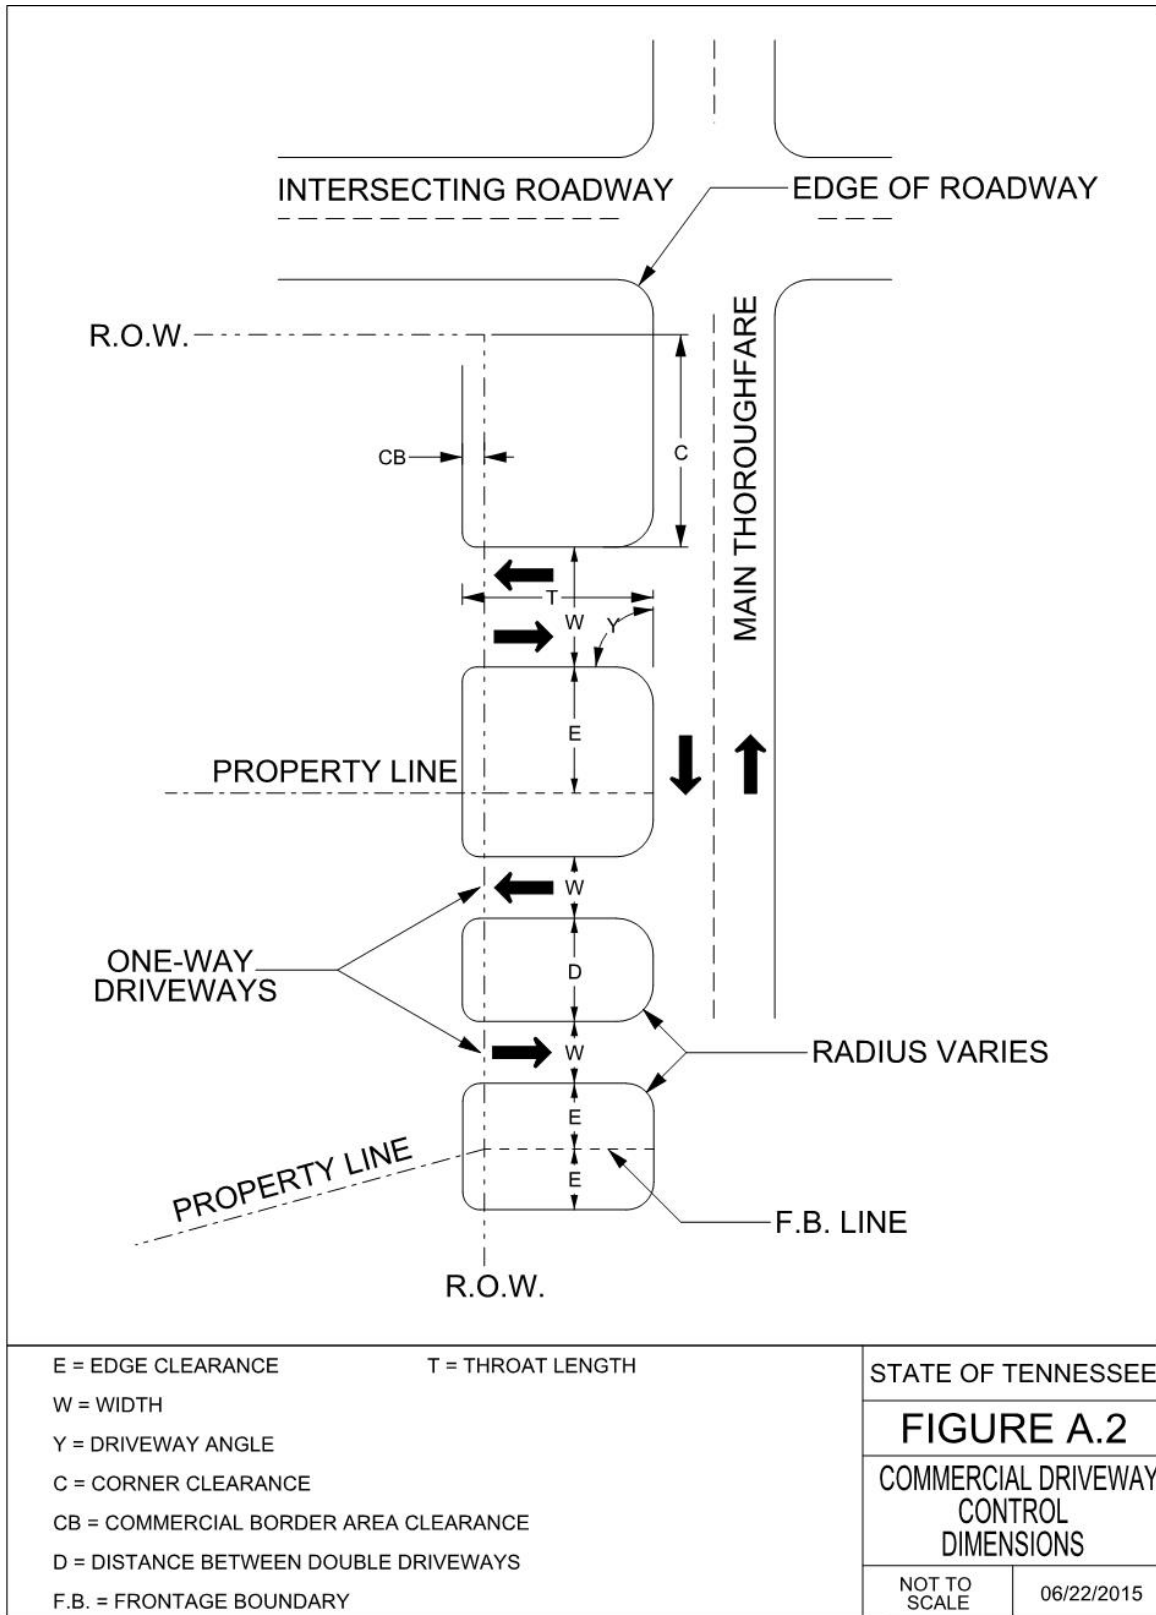 INTERSECTING ROADWAY
EDGE OF ROADWAY
R.O.W.
MAIN THOROUGHFARE
CB
C
T
W
Y
E
PROPERTY LINE
W
ONE-WAY
DRIVEWAYS
D
W
RADIUS VARIES
E
PROPERTY LINE
E
F.B. LINE
R.O.W.
E = EDGE CLEARANCE
T = THROAT LENGTH
W = WIDTH
Y = DRIVEWAY ANGLE
C = CORNER CLEARANCE
CB = COMMERCIAL BORDER AREA CLEARANCE
D = DISTANCE BETWEEN DOUBLE DRIVEWAYS
F.B. = FRONTAGE BOUNDARY
STATE OF TENNESSEE
FIGURE A.2
COMMERCIAL DRIVEWAY
CONTROL
DIMENSIONS
NOT TO
SCALE
06/22/2015